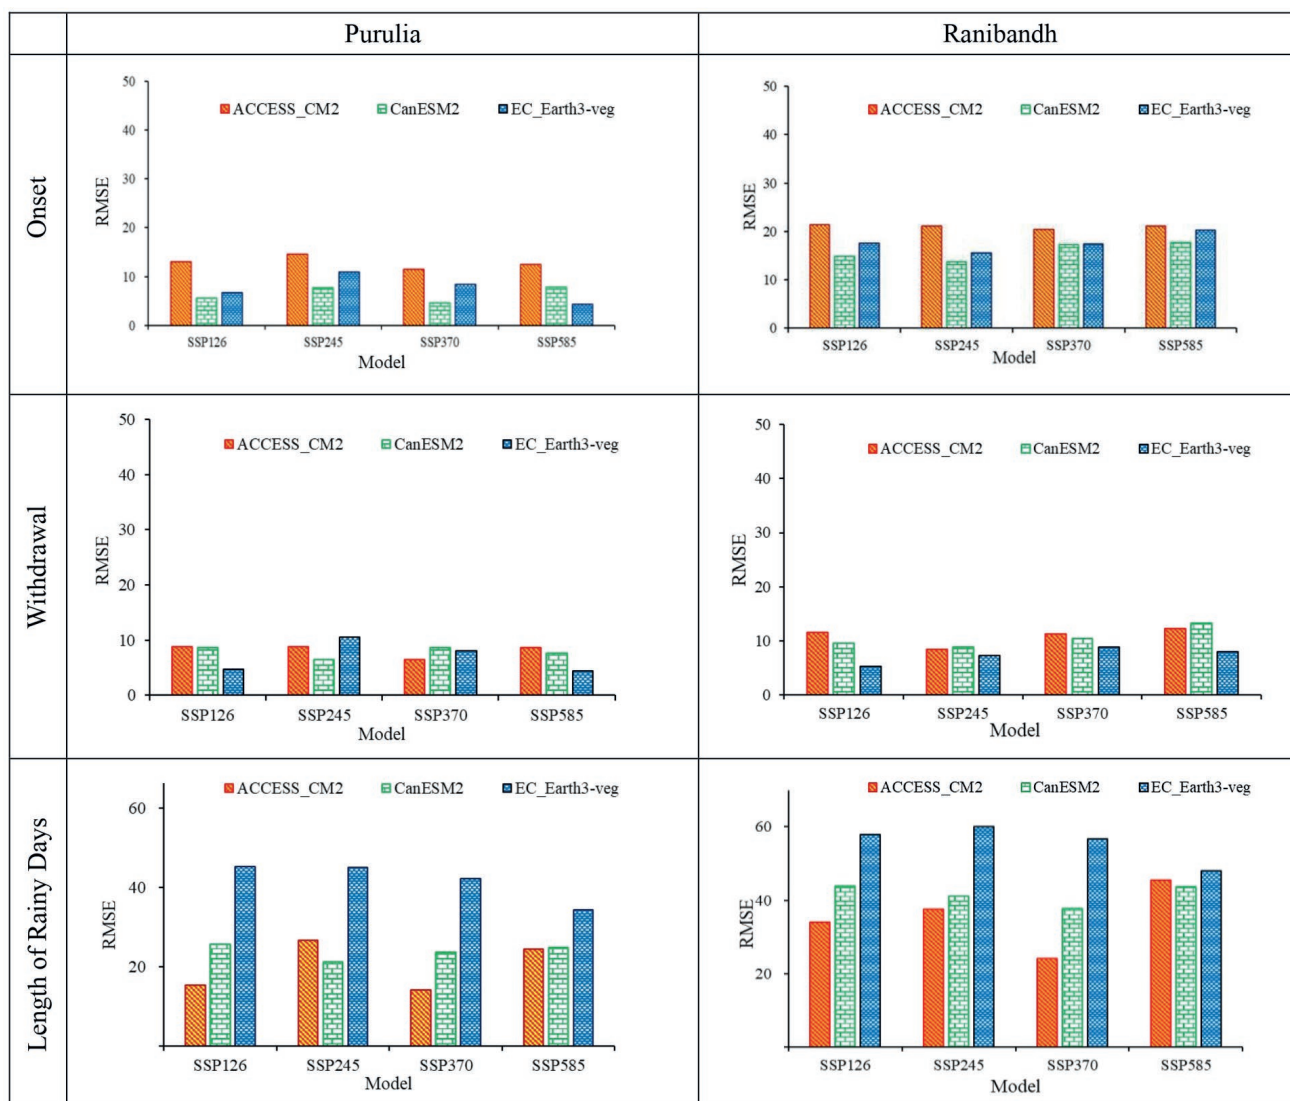 Purulia
Ranibandh
Onset
50
40
30
20
10
0
RMSE
ACCESS_CM2 CanESM2 EC_Earth3-veg
SSP126 SSP245 SSP370 SSP585
Model
50
40
30
20
10
0
RMSE
ACCESS_CM2 CanESM2 EC_Earth3-veg
SSP126 SSP245 SSP370 SSP585
Model
Withdrawal
50
40
30
20
10
0
RMSE
ACCESS_CM2 CanESM2 EC_Earth3-veg
SSP126 SSP245 SSP370 SSP585
Model
50
40
30
20
10
0
RMSE
ACCESS_CM2 CanESM2 EC_Earth3-veg
SSP126 SSP245 SSP370 SSP585
Model
Length of Rainy Days
60
40
20
RMSE
ACCESS_CM2 CanESM2 EC_Earth3-veg
SSP126 SSP245 SSP370 SSP585
Model
60
40
20
RMSE
ACCESS_CM2 CanESM2 EC_Earth3-veg
SSP126 SSP245 SSP370 SSP585
Model